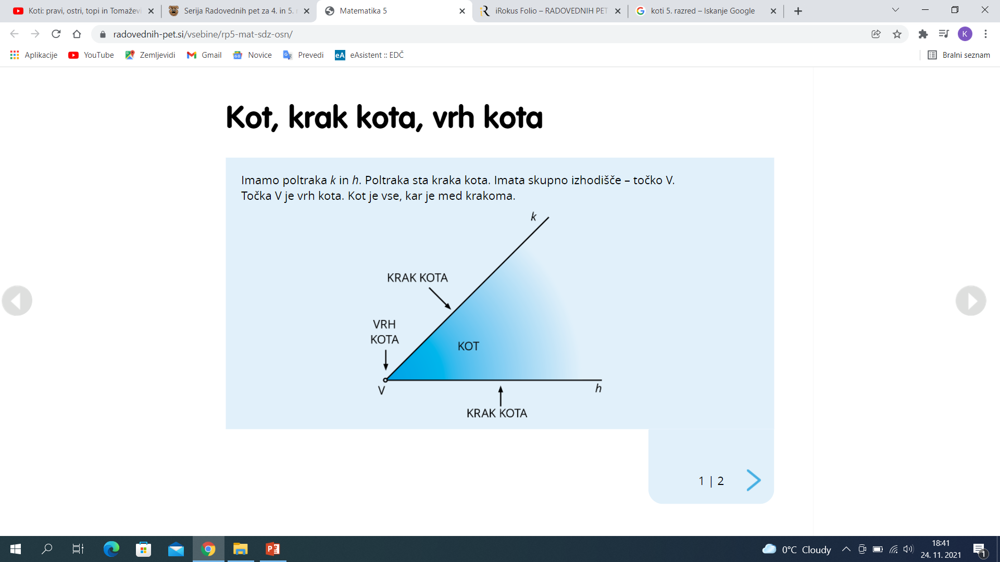 Koti: pravi, ostri, topi in Tomaževi
Serija Radovednih pet za 4. in 5. r
Matematika 5
iRokus Folio – RADOVEDNIH PET
koti 5. razred – Iskanje Google
radovednih-pet.si/vsebine/rp5-mat-sdz-osn/
K
Aplikacije
YouTube
Zemljevidi
Gmail
Novice
Prevedi
eA eAsistent :: EDČ
Bralni seznam
Kot, krak kota, vrh kota
Imamo poltraka k in h. Poltraka sta kraka kota. Imata skupno izhodišče – točko V.
Točka V je vrh kota. Kot je vse, kar je med krakoma.
k
KRAK KOTA
VRH
KOTA
KOT
V
h
KRAK KOTA
1 | 2
0°C Cloudy
18:41
24. 11. 2021
1